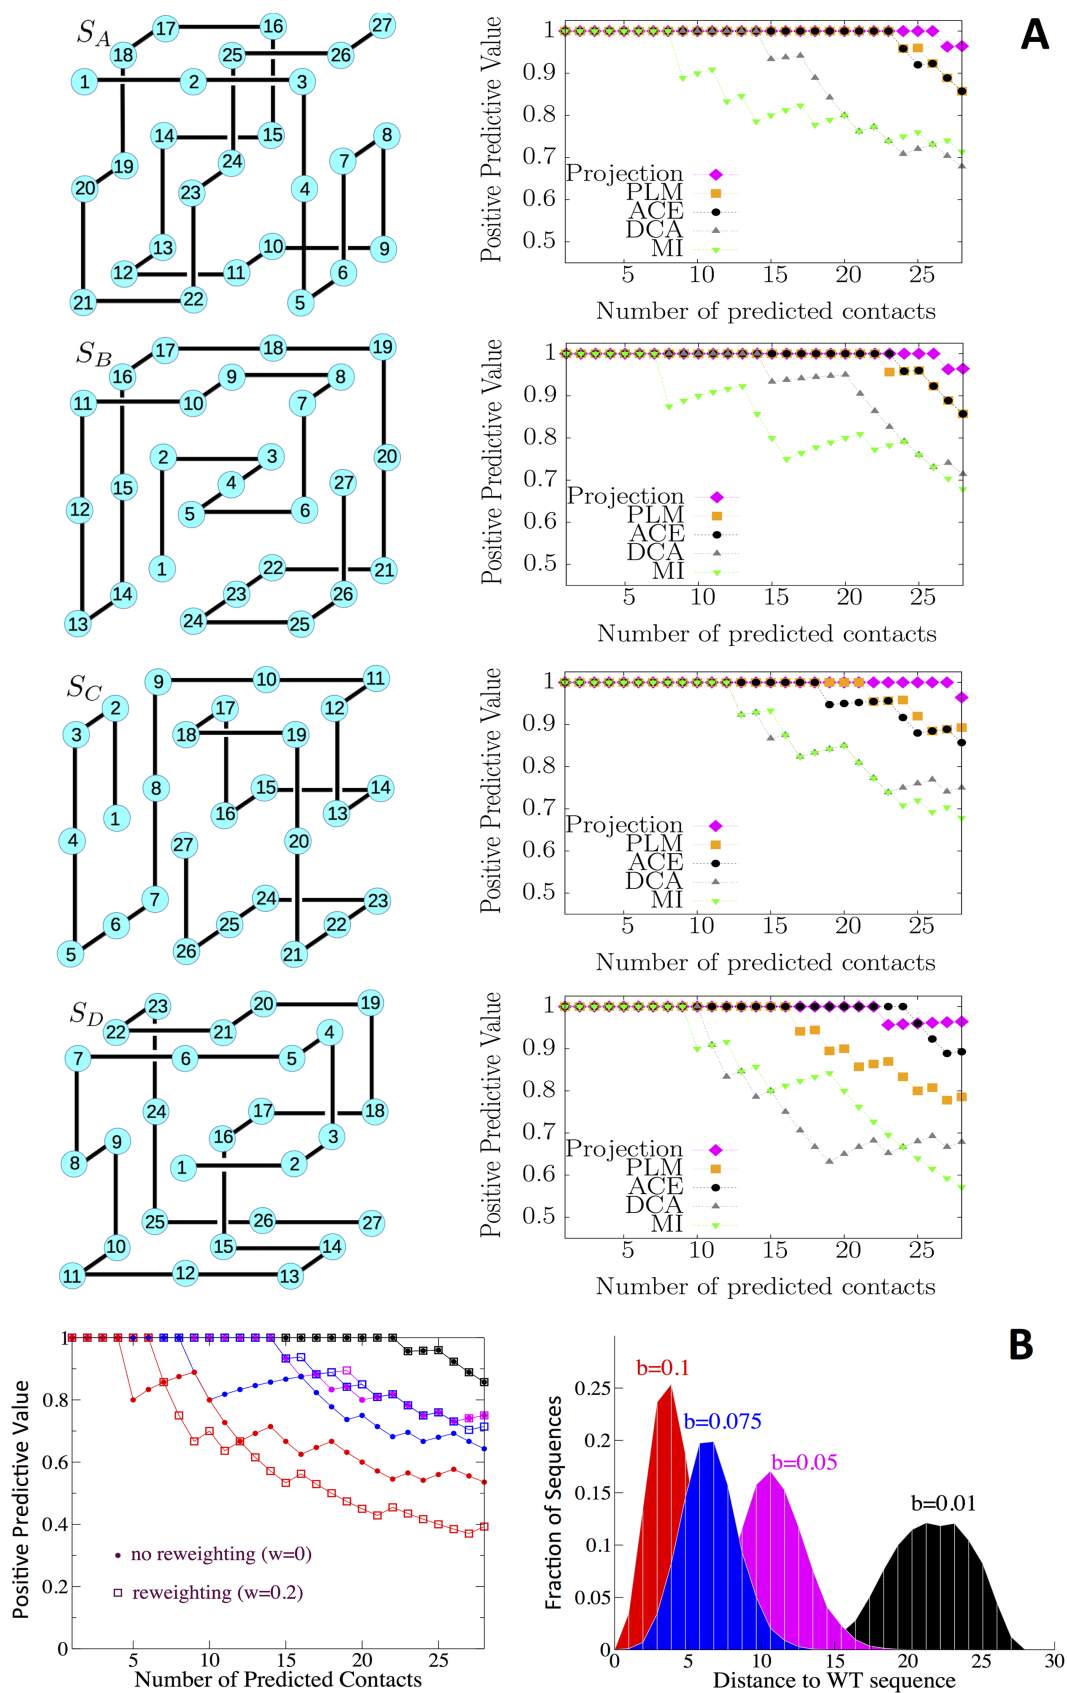 S_A
17
16
27
18
25
26
1
2
3
14
15
8
7
19
24
20
23
4
13
10
9
12
11
6
21
22
5
A
Positive Predictive Value
1
0.9
0.8
0.7
0.6
0.5
Projection
PLM
ACE
DCA
MI
5 10 15 20 25
Number of predicted contacts
S_B
17
18
19
16
9
8
11
10
7
2
3
20
15
4
27
12
5
6
1
22
21
14
23
26
13
24
25
Positive Predictive Value
1
0.9
0.8
0.7
0.6
0.5
Projection
PLM
ACE
DCA
MI
5 10 15 20 25
Number of predicted contacts
S_C
9
10
11
2
17
12
3
18
19
8
15
14
1
16
13
4
27
20
7
24
23
6
25
22
5
26
21
Positive Predictive Value
1
0.9
0.8
0.7
0.6
0.5
Projection
PLM
ACE
DCA
MI
5 10 15 20 25
Number of predicted contacts
S_D
23
20
19
22
21
4
7
6
5
24
17
18
9
16
3
8
1
2
25
26
27
10
15
14
11
12
13
Positive Predictive Value
1
0.9
0.8
0.7
0.6
0.5
Projection
PLM
ACE
DCA
MI
5 10 15 20 25
Number of predicted contacts
Positive Predictive Value
1
0.8
0.6
0.4
0.2
0
no reweighting (w=0)
reweighting (w=0.2)
5 10 15 20 25
Number of Predicted Contacts
B
Fraction of Sequences
0.25
0.2
0.15
0.1
0.05
0
b=0.1
b=0.075
b=0.05
b=0.01
0 5 10 15 20 25 30
Distance to WT sequence